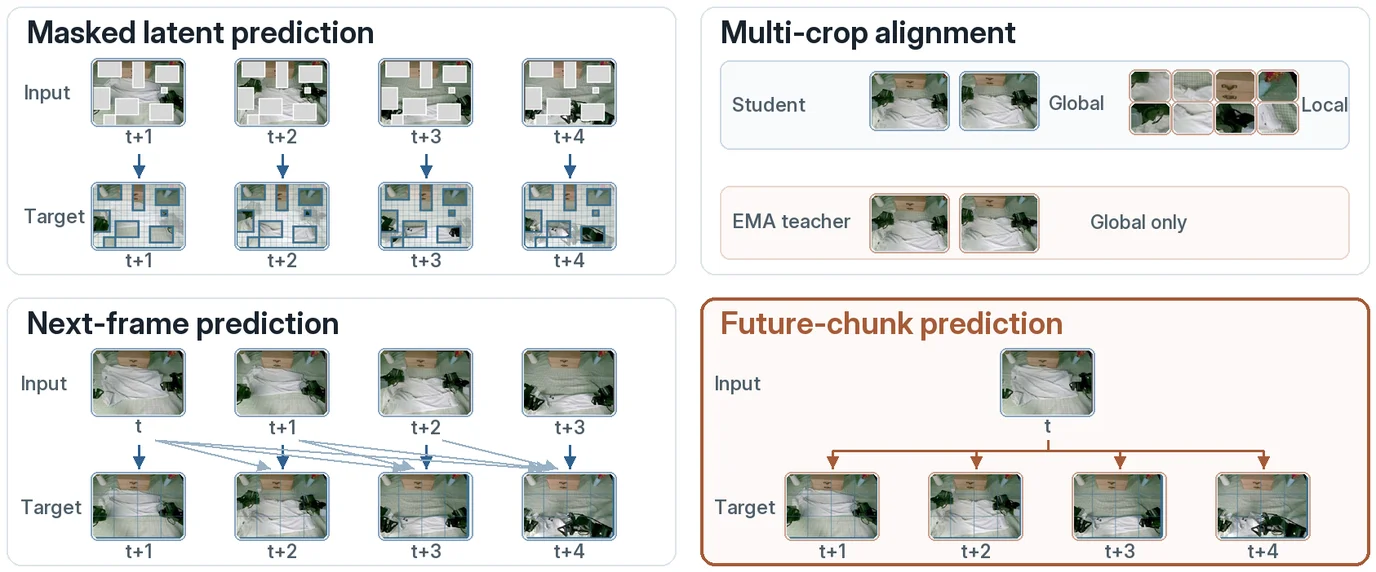 Masked latent prediction
Input
t+1 t+2 t+3 t+4
Target
t+1 t+2 t+3 t+4
Multi-crop alignment
Student Global Local
EMA teacher Global only
Next-frame prediction
Input
t t+1 t+2 t+3
Target
t+1 t+2 t+3 t+4
Future-chunk prediction
Input
t
Target
t+1 t+2 t+3 t+4